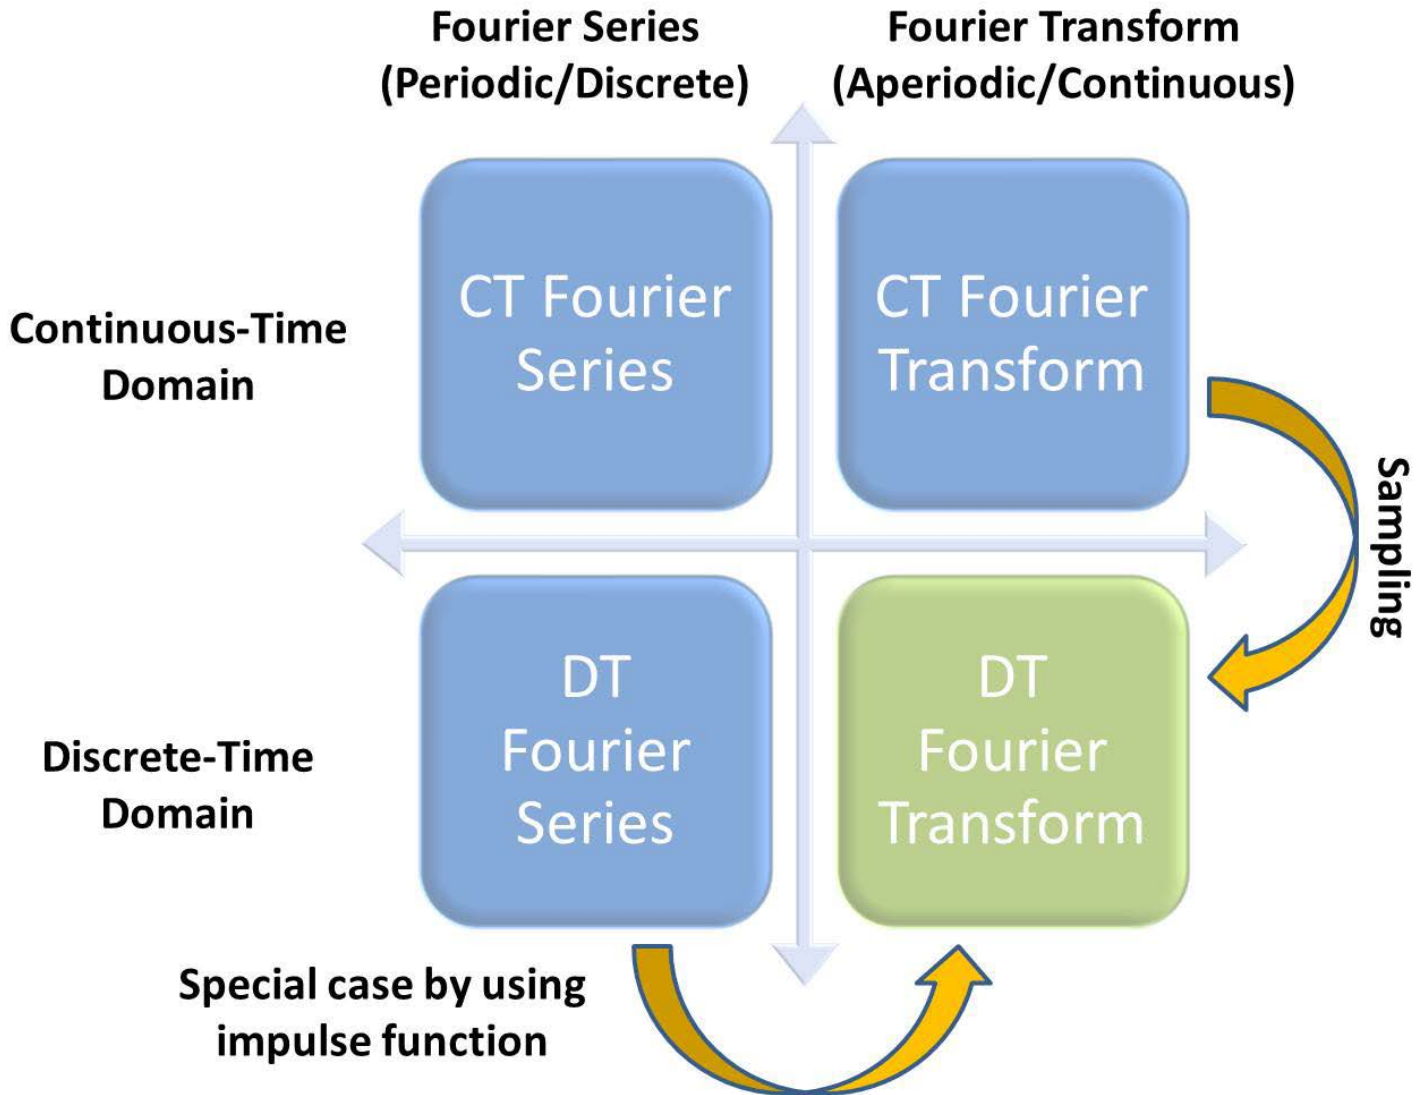 Fourier Series
(Periodic/Discrete)
Fourier Transform
(Aperiodic/Continuous)
Continuous-Time
Domain
CT Fourier
Series
CT Fourier
Transform
Sampling
Discrete-Time
Domain
DT
Fourier
Series
DT
Fourier
Transform
Special case by using
impulse function